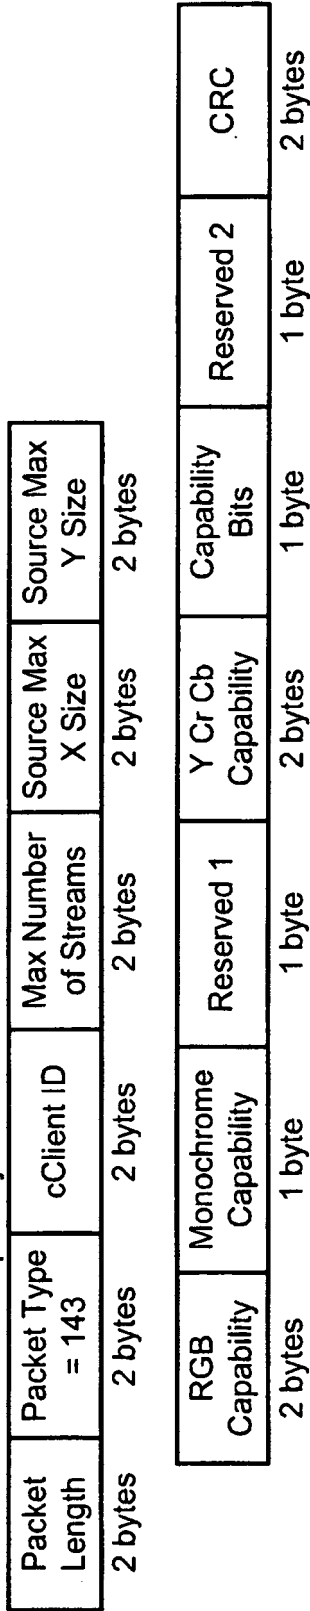 Packet
Length
Packet Type
= 143
cClient ID
Max Number
of Streams
Source Max
X Size
Source Max
Y Size
2 bytes
2 bytes
2 bytes
2 bytes
2 bytes
2 bytes
RGB
Capability
Monochrome
Capability
Reserved 1
Y Cr Cb
Capability
Capability
Bits
Reserved 2
CRC
2 bytes
1 byte
1 byte
2 bytes
1 byte
1 byte
2 bytes